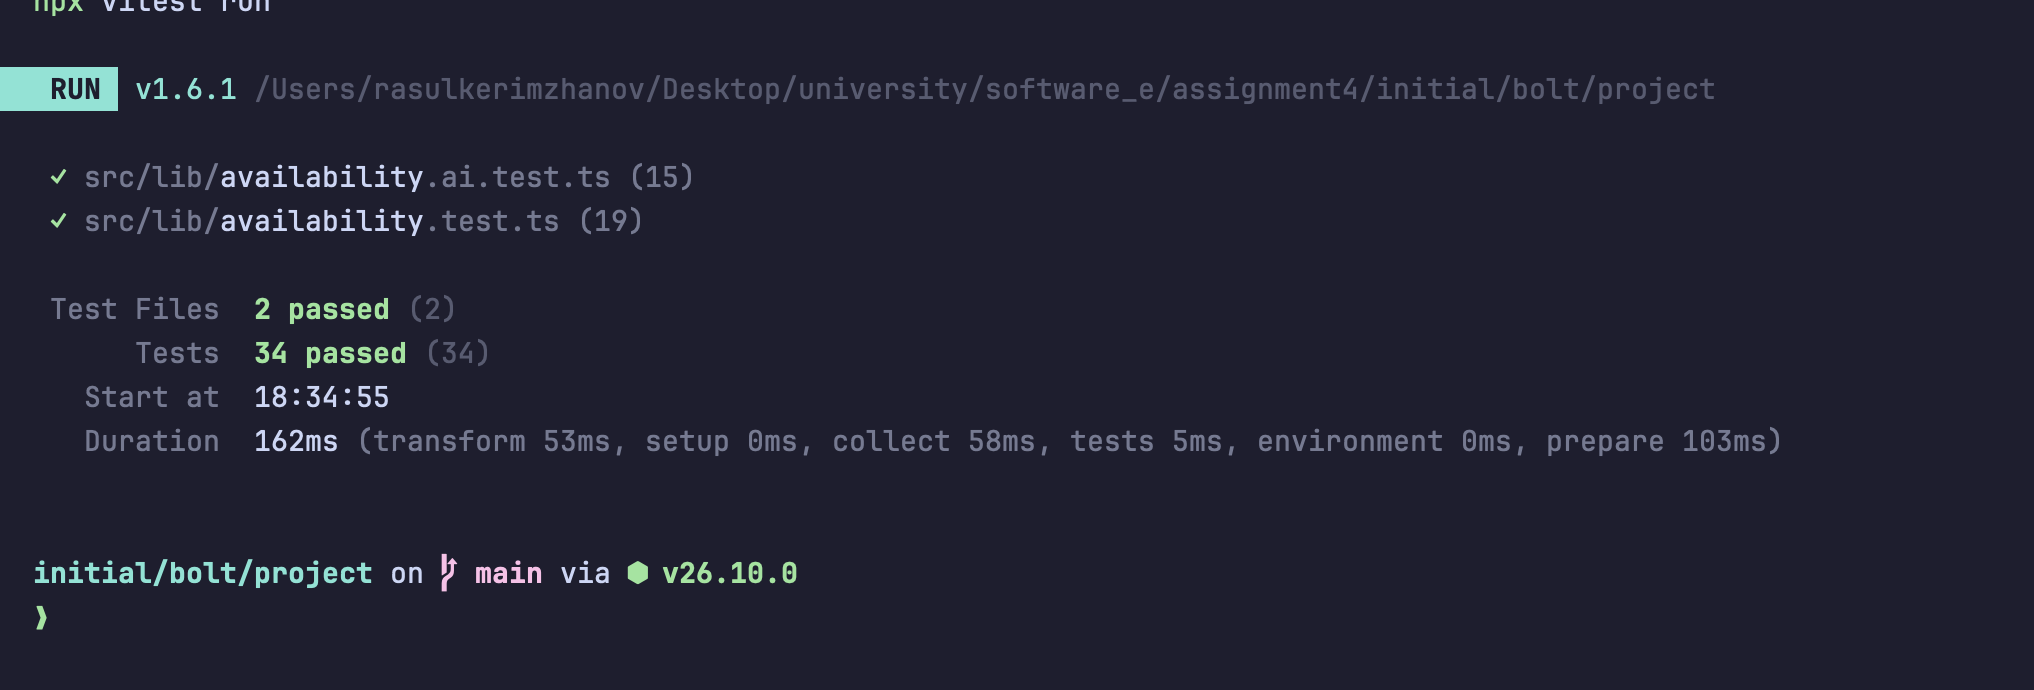 npx vitest run
RUN v1.6.1 /Users/rasulkerimzhanov/Desktop/university/software_e/assignment4/initial/bolt/project
✓ src/lib/availability.ai.test.ts (15)
✓ src/lib/availability.test.ts (19)
Test Files 2 passed (2)
Tests 34 passed (34)
Start at 18:34:55
Duration 162ms (transform 53ms, setup 0ms, collect 58ms, tests 5ms, environment 0ms, prepare 103ms)
initial/bolt/project on main via v26.10.0
❯